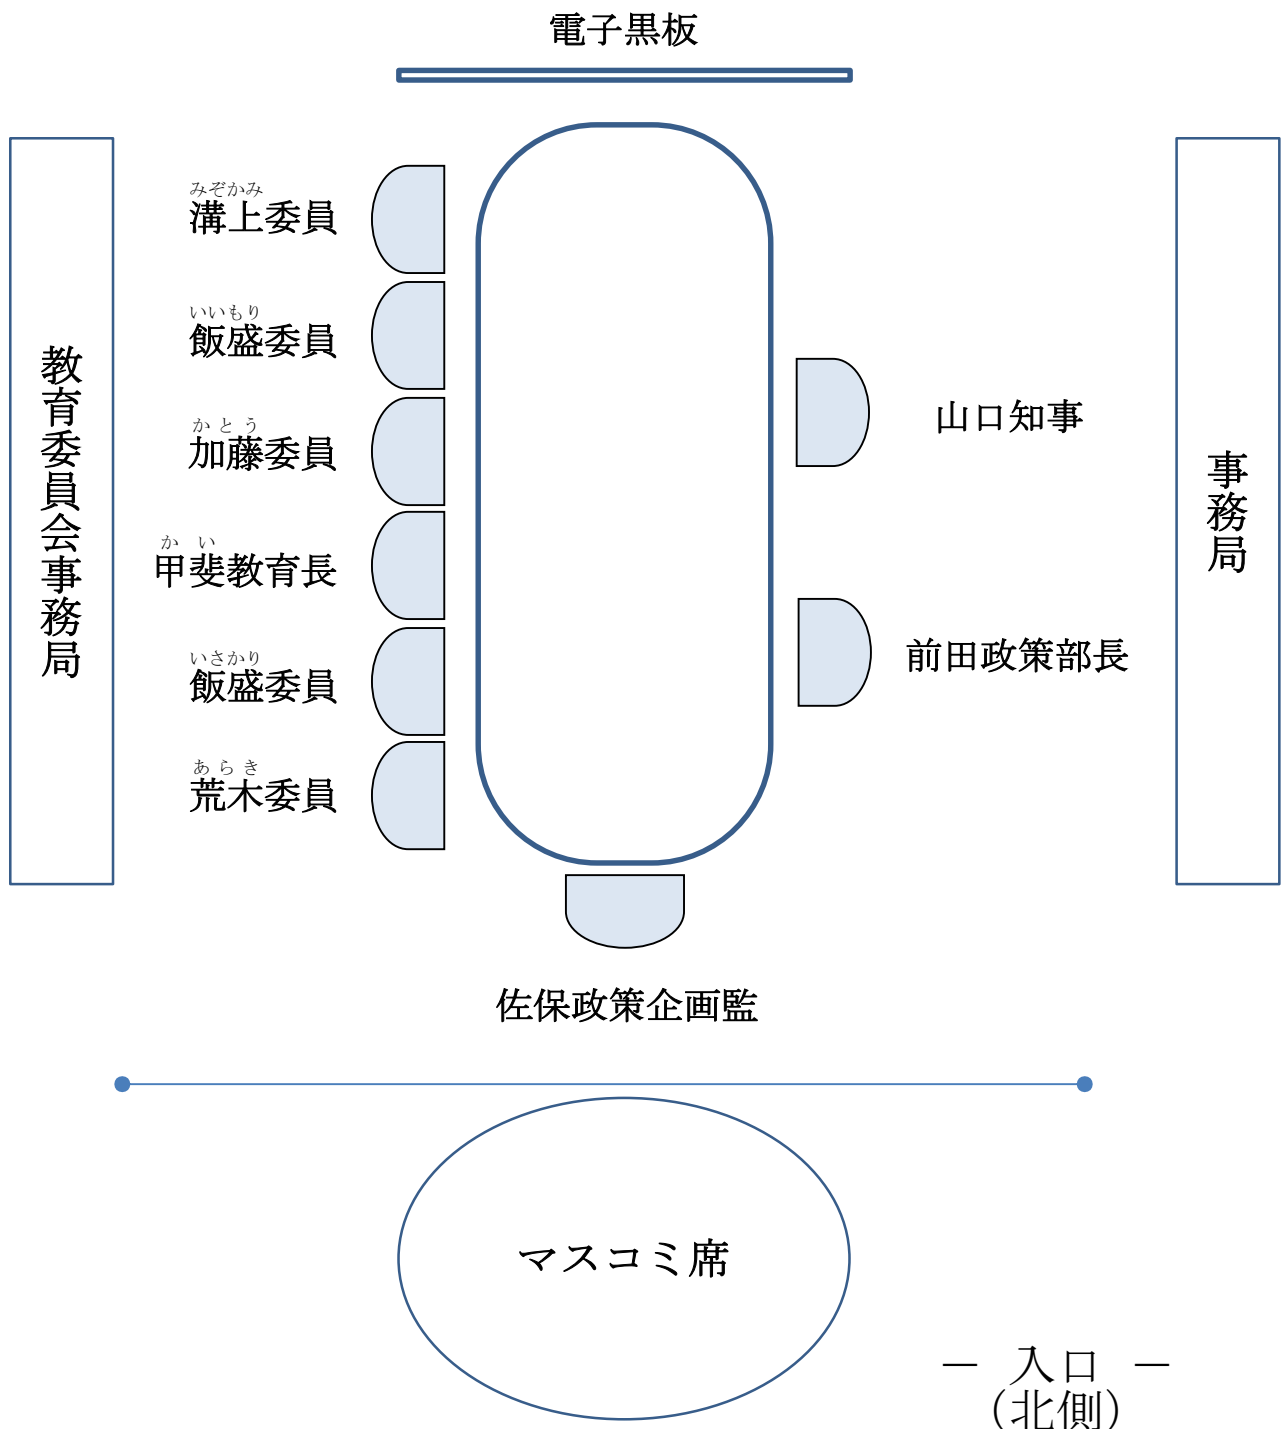 電子黒板
みぞかみ
溝上委員
いいもり
飯盛委員
かとう
加藤委員
かい
甲斐教育長
いさかり
飯盛委員
あらき
荒木委員
教育委員会事務局
山口知事
前田政策部長
事務局
佐保政策企画監
マスコミ席
－ 入口 －
（北側）